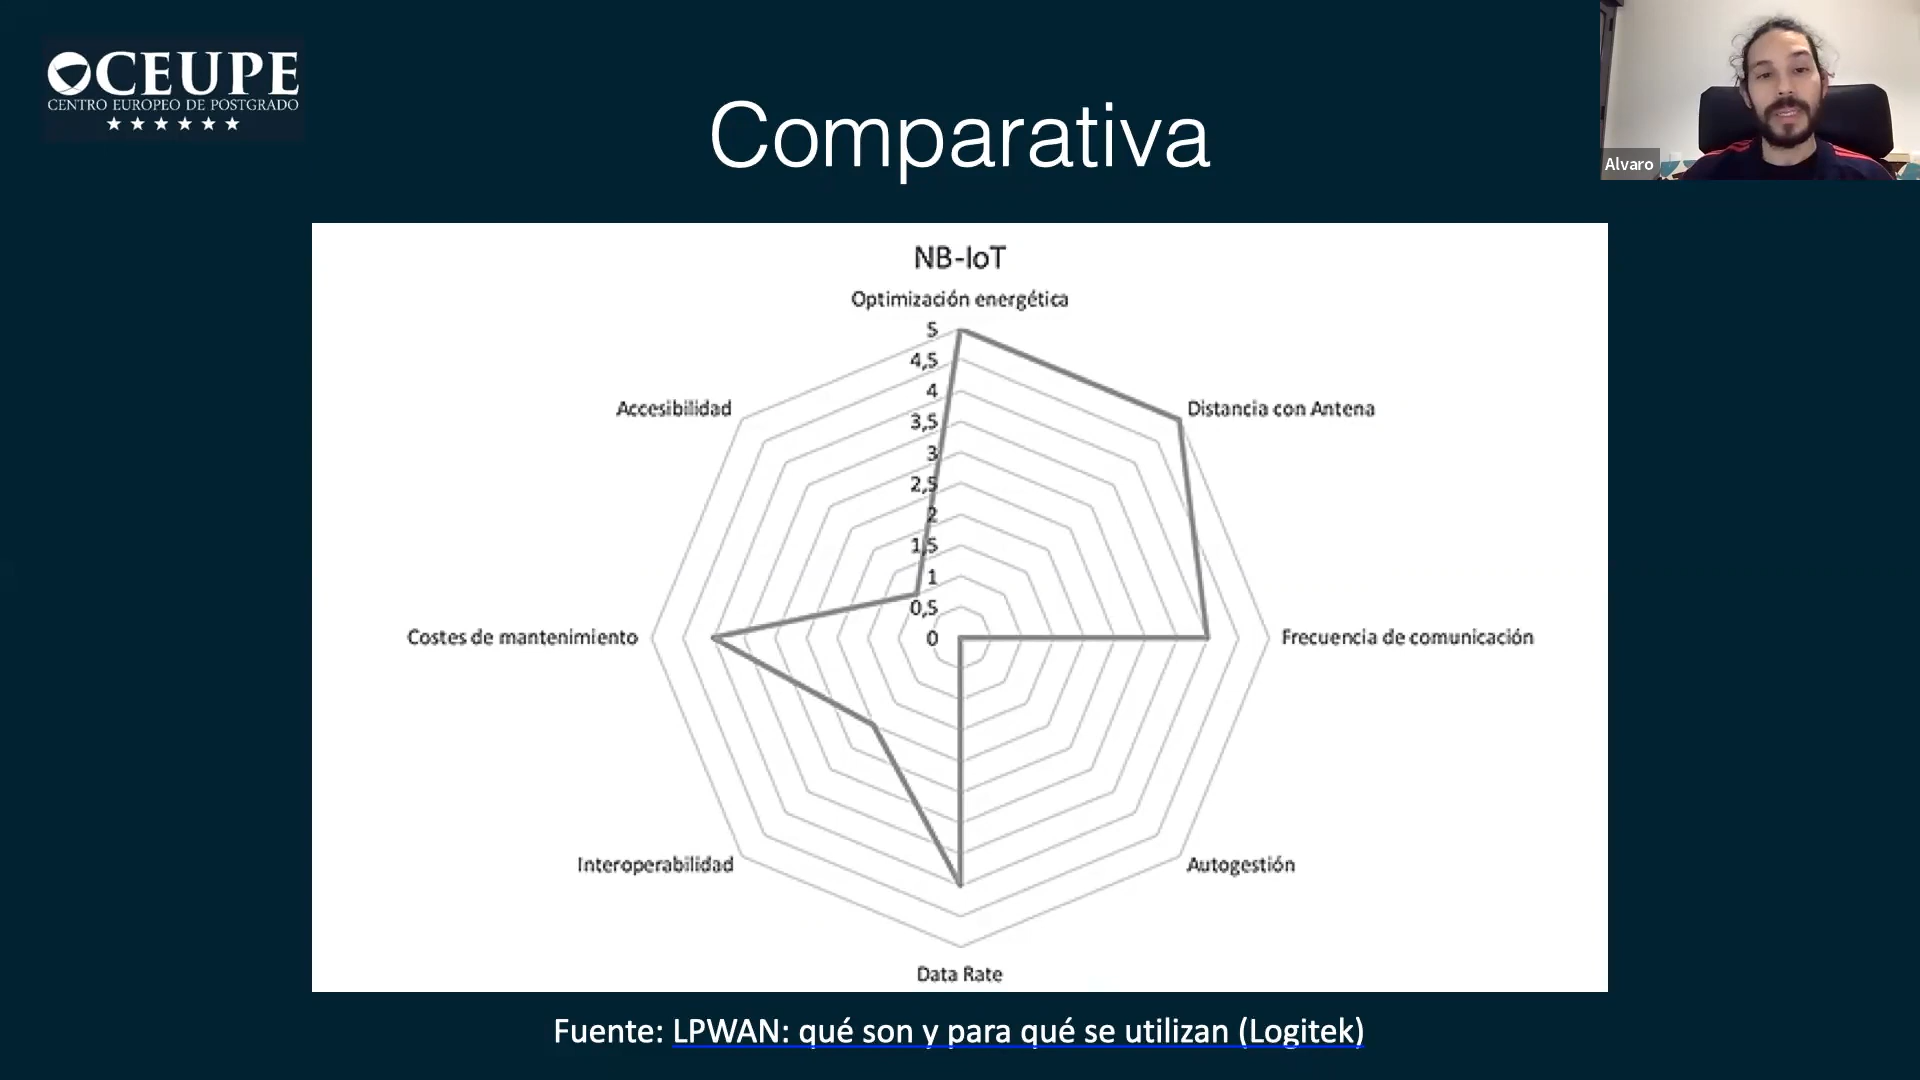 CEUPE
CENTRO EUROPEO DE POSTGRADO
Comparativa
Alvaro
NB-IoT
Optimización energética
5
4,5
4
3,5
3
2,5
2
1,5
1
0,5
0
Accesibilidad
Distancia con Antena
Costes de mantenimiento
Frecuencia de comunicación
Interoperabilidad
Autogestión
Data Rate
Fuente: LPWAN: qué son y para qué se utilizan (Logitek)